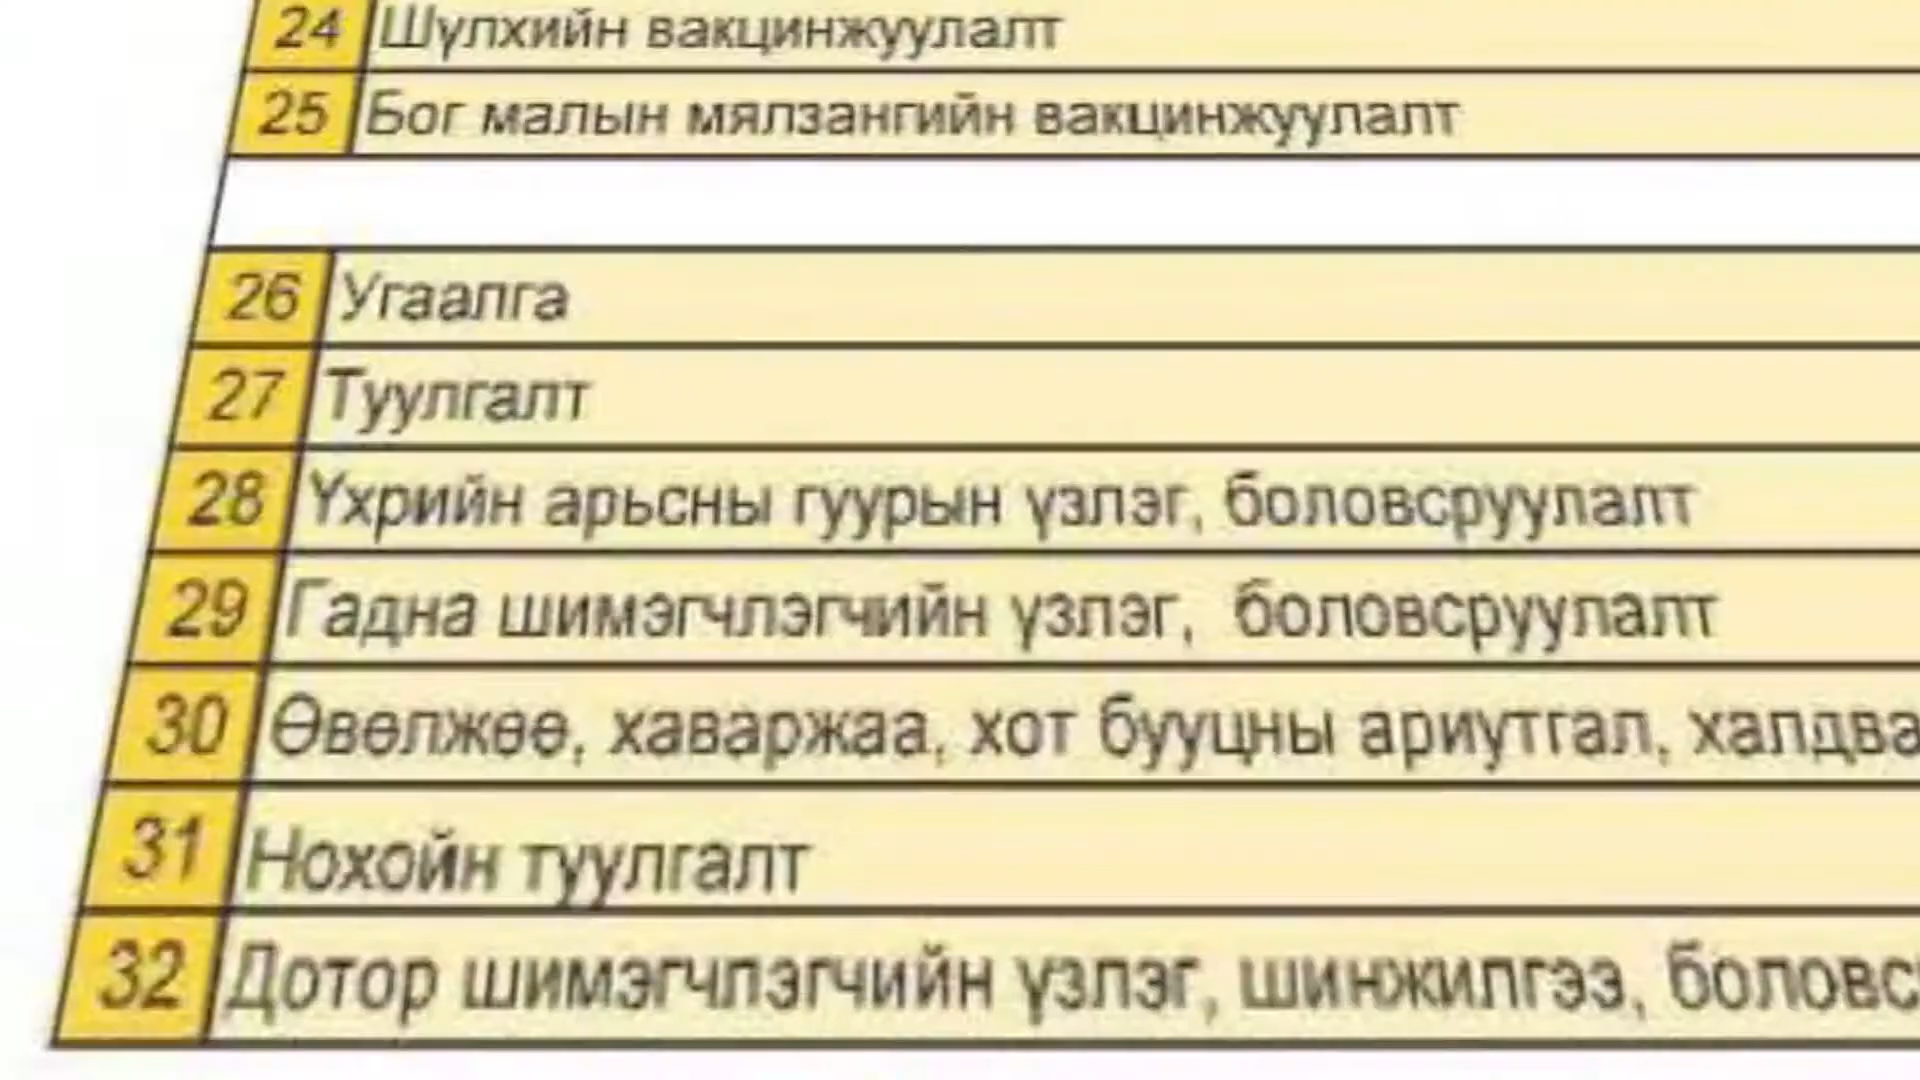 24 Шүлхийн вакцинжуулалт
25 Бог малын мялзангийн вакцинжуулалт
26 Угаалга
27 Туулгалт
28 Үхрийн арьсны гуурын үзлэг, боловсруулалт
29 Гадна шимэгчлэгчийн үзлэг, боловсруулалт
30 Өвөлжөө, хаваржаа, хот бууцны ариутгал,
31 Нохойн туулгалт
32 Дотор шимэгчлэгчийн үзлэг, шинжилгээ,